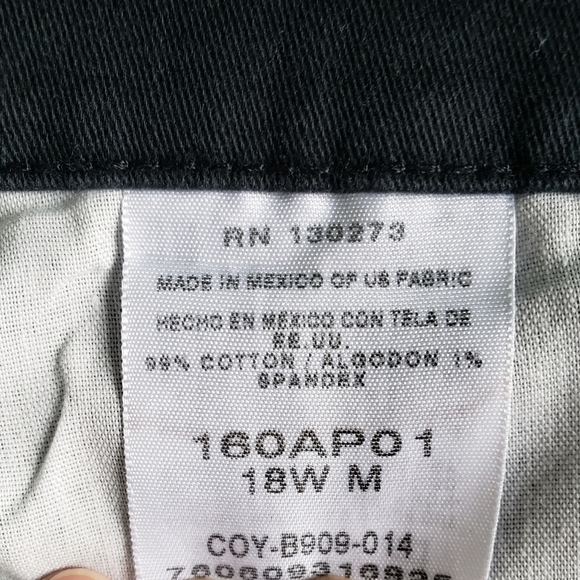 RN 130273
MADE IN MEXICO OF US FABRIC
HECHO EN MEXICO CON TELA DE
EE.UU.
99% COTTON / ALGODON 1%
SPANDEX
160AP01
18W M
COY-B909-014